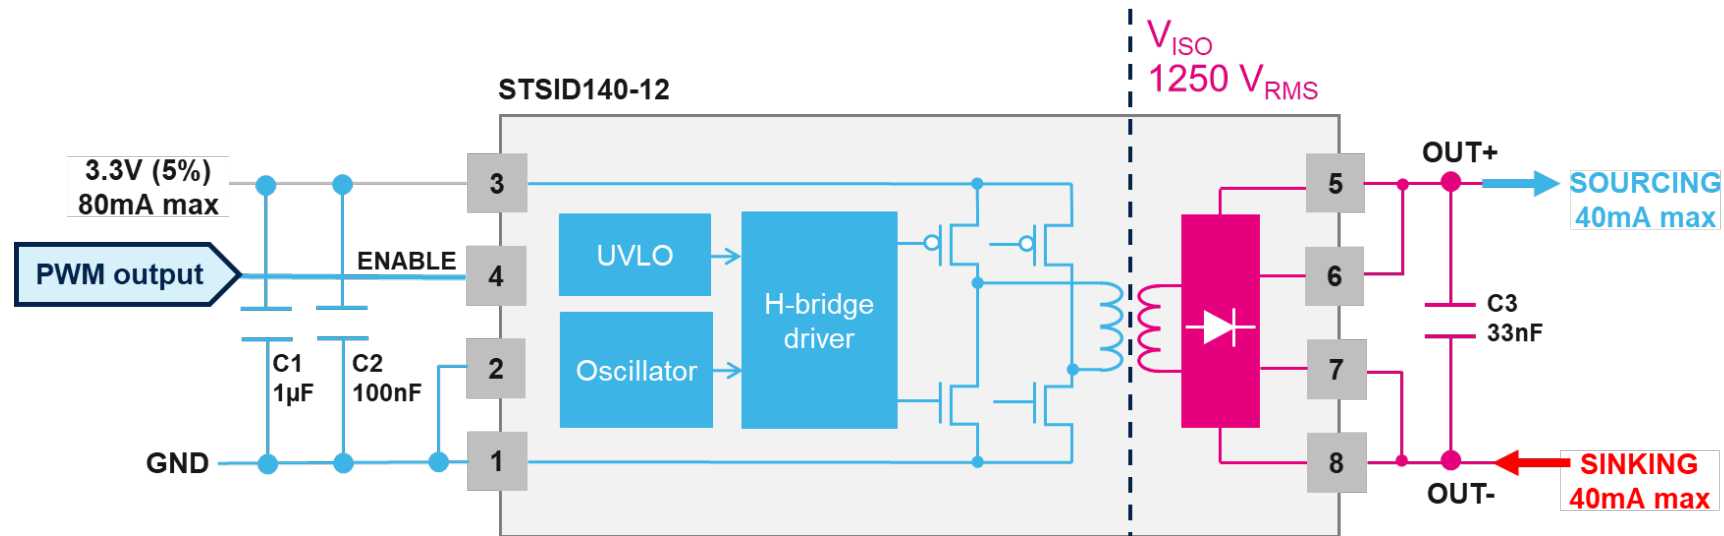 V_ISO
1250 V_RMS
STSID140-12
3.3V (5%)
80mA max
PWM output
ENABLE
GND
C1
1µF
C2
100nF
3
4
2
1
UVLO
Oscillator
H-bridge
driver
5
6
7
8
OUT+
SOURCING
40mA max
C3
33nF
OUT-
SINKING
40mA max